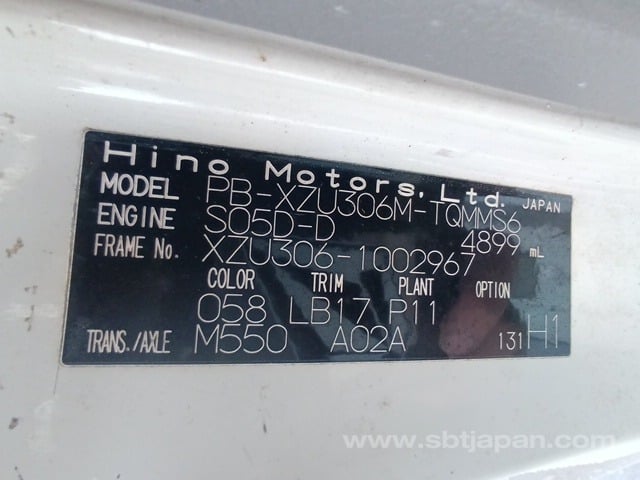 Hino Motors, Ltd. JAPAN
MODEL PB-XZU306M-TQMMS6
ENGINE S05D-D 4899 mL
FRAME No. XZU306-1002967
COLOR TRIM PLANT OPTION
058 LB17 P11
TRANS./AXLE M550 A02A 131 H1
www.sbtjapan.com